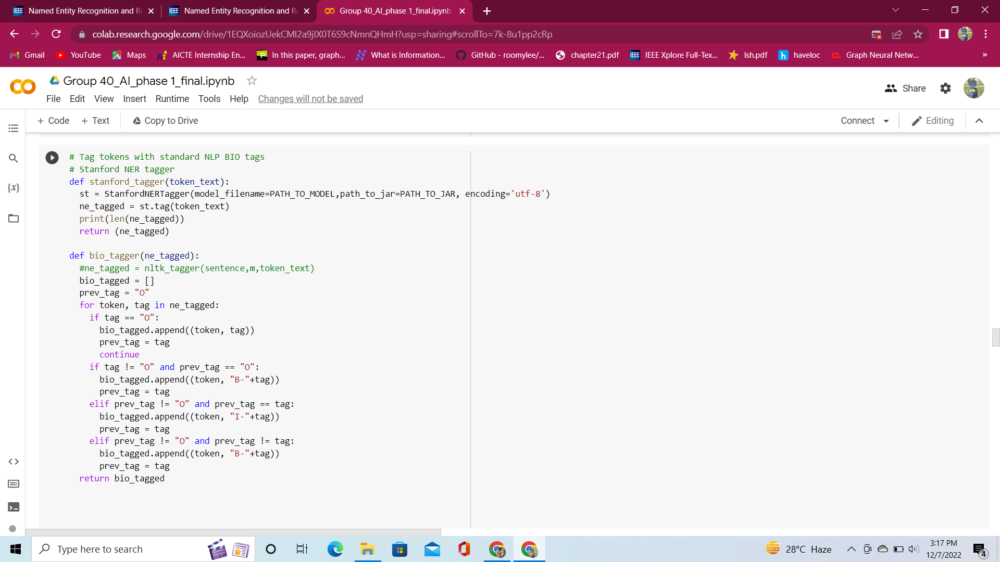 Named Entity Recognition and Re
Named Entity Recognition and Re
Group 40_AI_phase 1_final.ipynb
colab.research.google.com/drive/1EQXoiozUekCMI2a9jIX0T6S9cNmnQHmH?usp=sharing#scrollTo=7k-8u1pp2cRp
Gmail YouTube Maps AICTE Internship En... In this paper, graph... What is Information... GitHub - roomylee/... chapter21.pdf IEEE Xplore Full-Tex... Ish.pdf haveloc Graph Neural Netw... »
Group 40_AI_phase 1_final.ipynb
Share
File Edit View Insert Runtime Tools Help Changes will not be saved
+ Code + Text Copy to Drive Connect Editing
# Tag tokens with standard NLP BIO tags
# Stanford NER tagger
def stanford_tagger(token_text):
  st = StanfordNERTagger(model_filename=PATH_TO_MODEL,path_to_jar=PATH_TO_JAR, encoding='utf-8')
  ne_tagged = st.tag(token_text)
  print(len(ne_tagged))
  return (ne_tagged)
def bio_tagger(ne_tagged):
  #ne_tagged = nltk_tagger(sentence,m,token_text)
  bio_tagged = []
  prev_tag = "O"
  for token, tag in ne_tagged:
    if tag == "O":
      bio_tagged.append((token, tag))
      prev_tag = tag
      continue
    if tag != "O" and prev_tag == "O":
      bio_tagged.append((token, "B-"+tag))
      prev_tag = tag
    elif prev_tag != "O" and prev_tag == tag:
      bio_tagged.append((token, "I-"+tag))
      prev_tag = tag
    elif prev_tag != "O" and prev_tag != tag:
      bio_tagged.append((token, "B-"+tag))
      prev_tag = tag
  return bio_tagged
Type here to search
28°C Haze
3:17 PM
12/7/2022
4